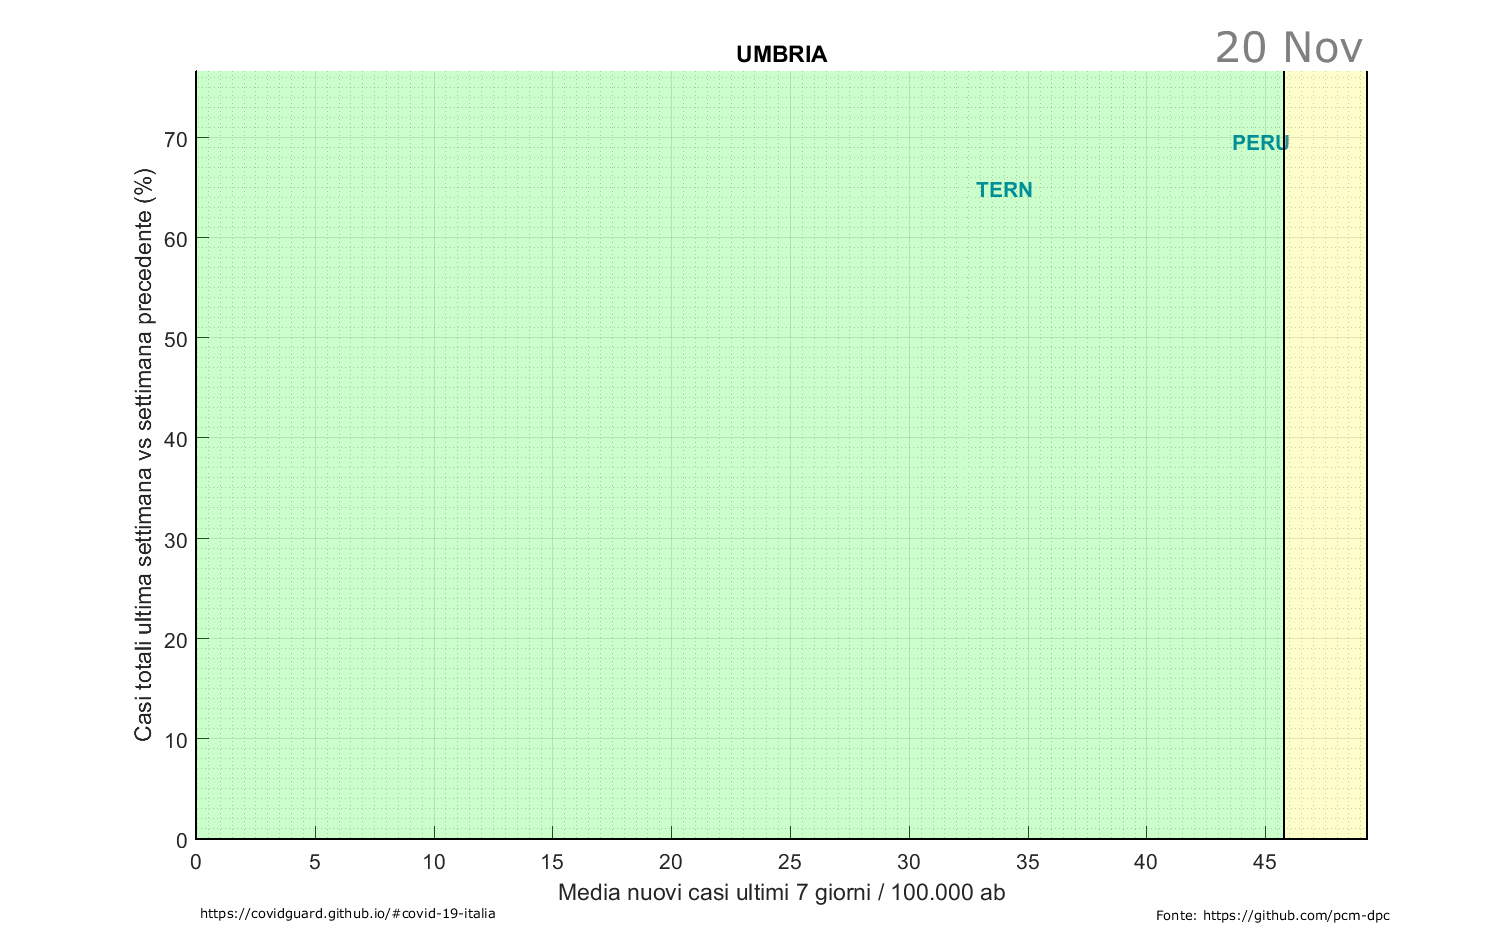 UMBRIA
20 Nov
Casi totali ultima settimana vs settimana precedente (%)
70
60
50
40
30
20
10
0
PERU
TERN
0 5 10 15 20 25 30 35 40 45
Media nuovi casi ultimi 7 giorni / 100.000 ab
https://covidguard.github.io/#covid-19-italia
Fonte: https://github.com/pcm-dpc